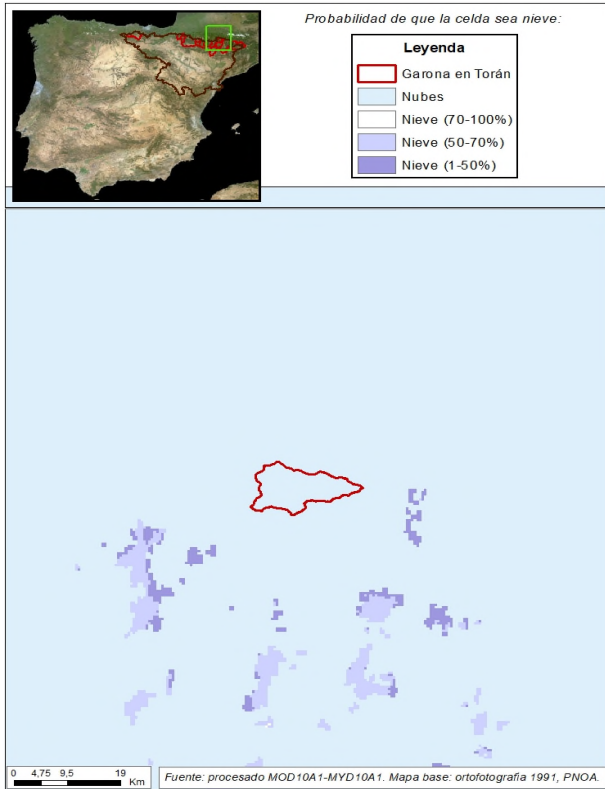 Probabilidad de que la celda sea nieve:
Leyenda
Garona en Torán
Nubes
Nieve (70-100%)
Nieve (50-70%)
Nieve (1-50%)
0 4,75 9,5 19
Km
Fuente: procesado MOD10A1-MYD10A1. Mapa base: ortofotografia 1991, PNOA.